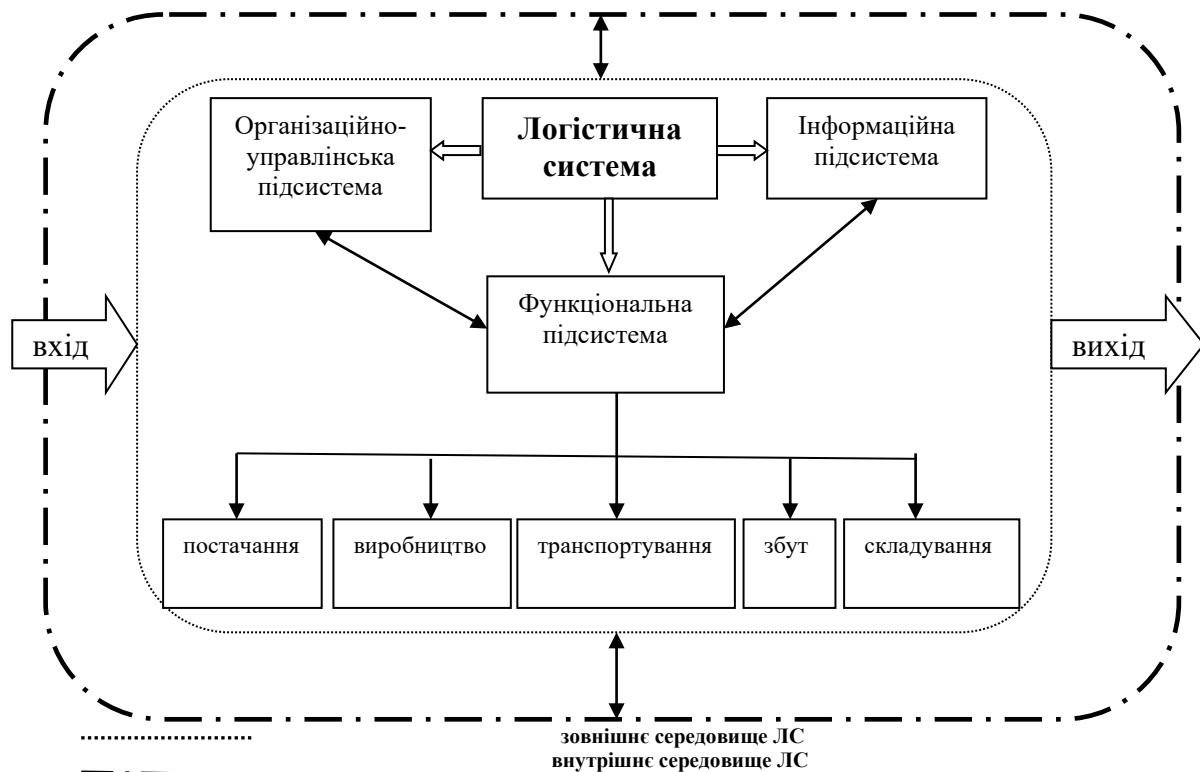 Організаційно-
управлінська
підсистема
Логістична
система
Інформаційна
підсистема
Функціональна
підсистема
вхід
вихід
постачання
виробництво
транспортування
збут
складування
зовнішнє середовище ЛС
внутрішнє середовище ЛС